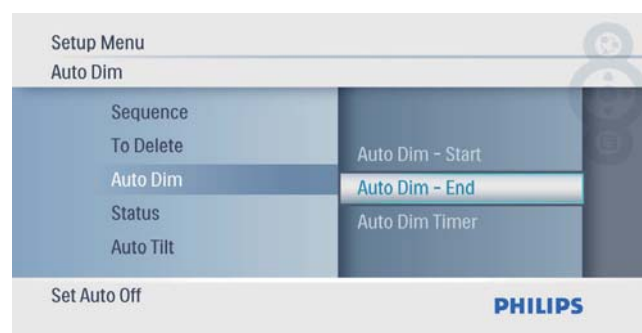 Setup Menu
Auto Dim
Sequence
To Delete
Auto Dim
Status
Auto Tilt
Auto Dim - Start
Auto Dim - End
Auto Dim Timer
Set Auto Off
PHILIPS